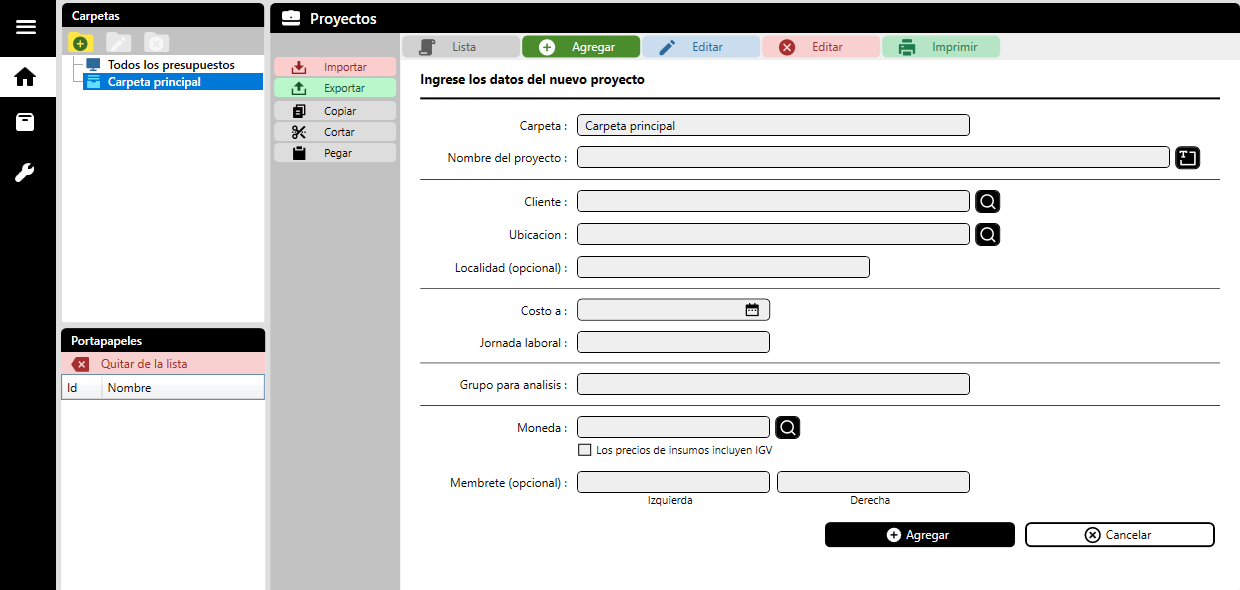 Carpetas
Todos los presupuestos
Carpeta principal
Portapapeles
Quitar de la lista
Id Nombre
Proyectos
Importar
Exportar
Copiar
Cortar
Pegar
Lista Agregar Editar Editar Imprimir
Ingrese los datos del nuevo proyecto
Carpeta : Carpeta principal
Nombre del proyecto :
Cliente :
Ubicacion :
Localidad (opcional) :
Costo a :
Jornada laboral :
Grupo para analisis :
Moneda :
Los precios de insumos incluyen IGV
Membrete (opcional) :
Izquierda Derecha
Agregar Cancelar